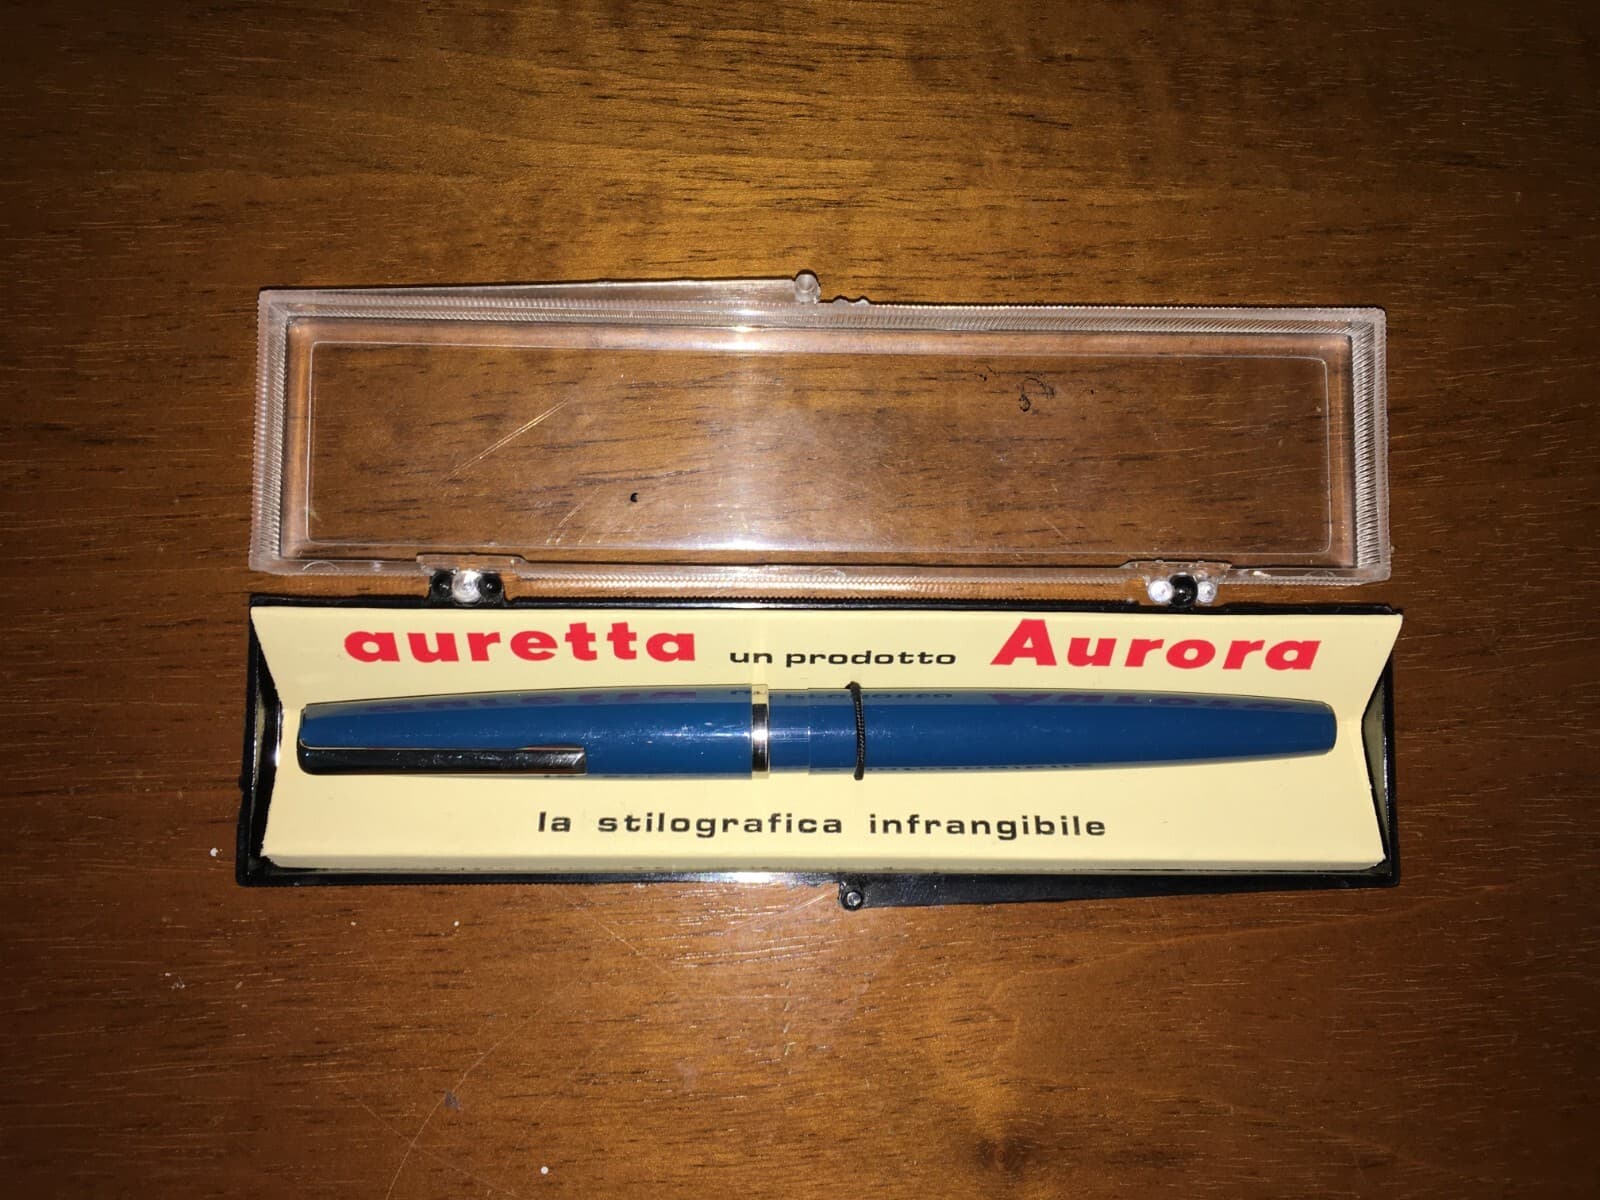 auretta un prodotto Aurora
la stilografica infrangibile